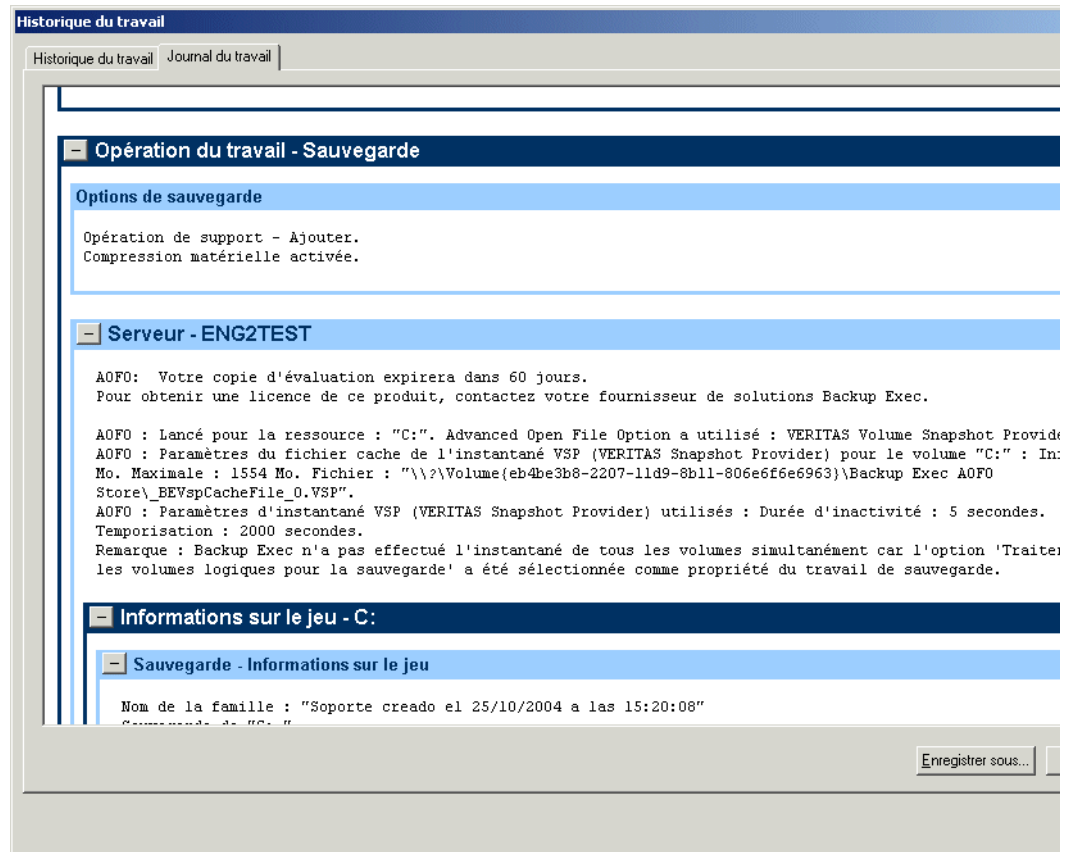 Historique du travail
Historique du travail Journal du travail
Opération du travail - Sauvegarde
Options de sauvegarde
Opération de support - Ajouter.
Compression matérielle activée.
Serveur - ENG2TEST
AOFO: Votre copie d'évaluation expirera dans 60 jours.
Pour obtenir une licence de ce produit, contactez votre fournisseur de solutions Backup Exec.
AOFO : Lancé pour la ressource : "C:". Advanced Open File Option a utilisé : VERITAS Volume Snapshot Provide
AOFO : Paramètres du fichier cache de l'instantané VSP (VERITAS Snapshot Provider) pour le volume "C:" : In
Mo. Maximale : 1554 Mo. Fichier : "\\?\Volume{eb4be3b8-2207-11d9-8b11-806e6f6e6963}\Backup Exec AOFO
Store\_BEVspCacheFile_0.VSP".
AOFO : Paramètres d'instantané VSP (VERITAS Snapshot Provider) utilisés : Durée d'inactivité : 5 secondes.
Temporisation : 2000 secondes.
Remarque : Backup Exec n'a pas effectué l'instantané de tous les volumes simultanément car l'option 'Traiter
les volumes logiques pour la sauvegarde' a été sélectionnée comme propriété du travail de sauvegarde.
Informations sur le jeu - C:
Sauvegarde - Informations sur le jeu
Nom de la famille : "Soporte creado el 25/10/2004 a las 15:20:08"
Enregistrer sous...